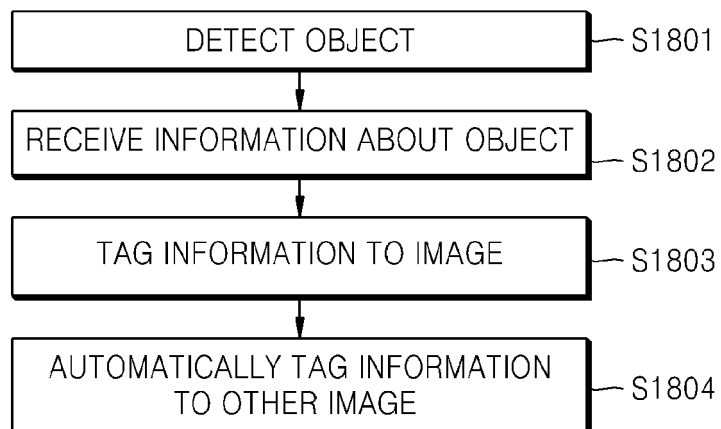 DETECT OBJECT
S1801
RECEIVE INFORMATION ABOUT OBJECT
S1802
TAG INFORMATION TO IMAGE
S1803
AUTOMATICALLY TAG INFORMATION
TO OTHER IMAGE
S1804